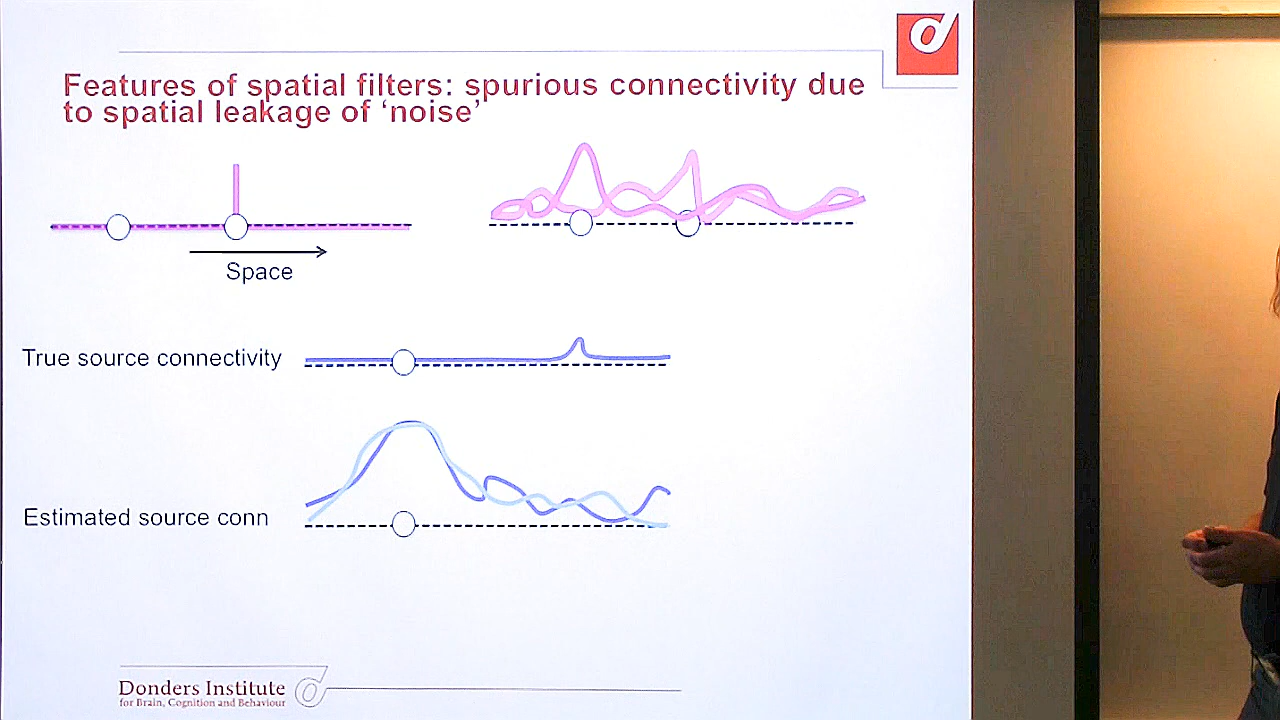 Features of spatial filters: spurious connectivity due
to spatial leakage of ‘noise’
Space
True source connectivity
Estimated source conn
Donders Institute
for Brain, Cognition and Behaviour